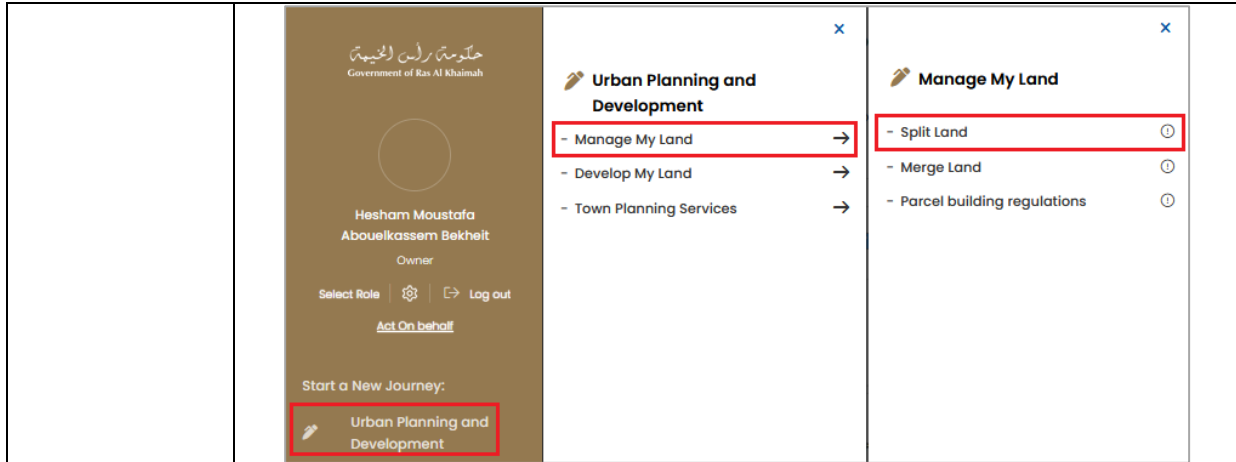 حكومة رأس الخيمة
Government of Ras Al Khaimah
Hesham Moustafa
Abouelkassem Bekheit
Owner
Select Role
Log out
Act On behalf
Start a New Journey:
Urban Planning and
Development
Urban Planning and
Development
- Manage My Land
- Develop My Land
- Town Planning Services
Manage My Land
- Split Land
- Merge Land
- Parcel building regulations